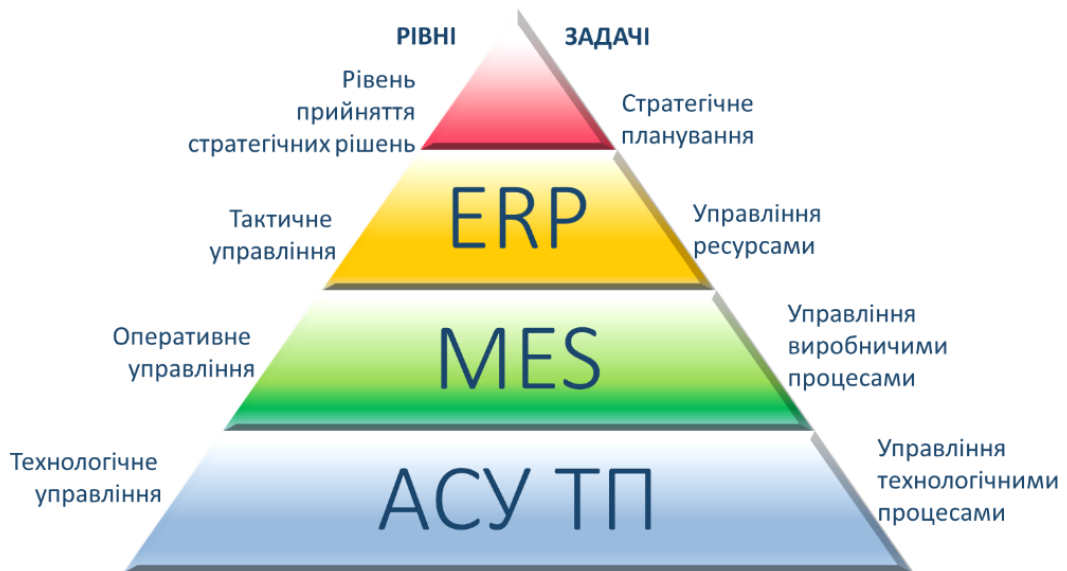 РІВНІ
ЗАДАЧІ
Рівень
прийняття
стратегічних рішень
Стратегічне
планування
ERP
Тактичне
управління
Управління
ресурсами
MES
Оперативне
управління
Управління
виробничими
процесами
АСУ ТП
Технологічне
управління
Управління
технологічними
процесами